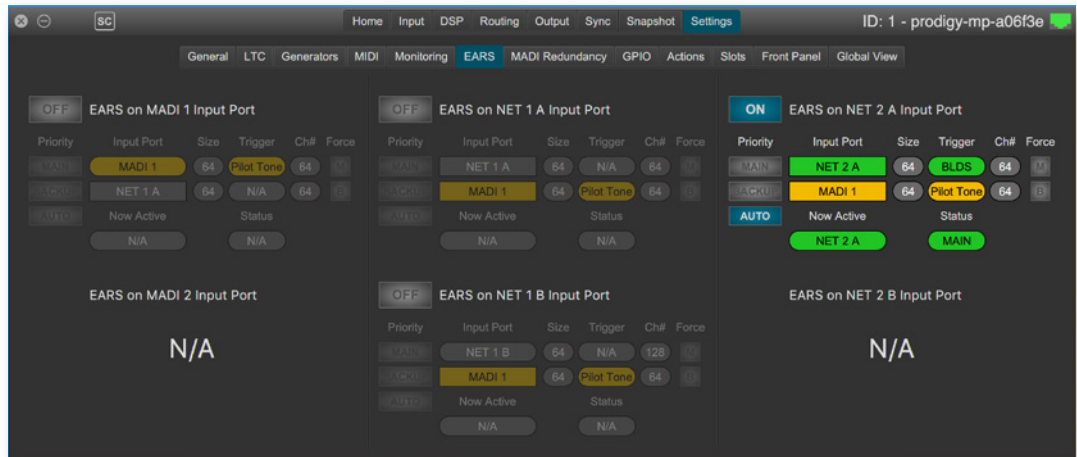 SC Home Input DSP Routing Output Sync Snapshot Settings ID: 1 - prodigy-mp-a06f3e
General LTC Generators MIDI Monitoring EARS MADI Redundancy GPIO Actions Slots Front Panel Global View
OFF EARS on MADI 1 Input Port
Priority Input Port Size Trigger Ch# Force
MAIN MADI 1 64 Pilot Tone 64 M
BACKUP NET 1 A 64 N/A 64 B
AUTO Now Active Status
N/A N/A
OFF EARS on NET 1 A Input Port
Priority Input Port Size Trigger Ch# Force
MAIN NET 1 A 64 N/A 64 M
BACKUP MADI 1 64 Pilot Tone 64 B
AUTO Now Active Status
N/A N/A
ON EARS on NET 2 A Input Port
Priority Input Port Size Trigger Ch# Force
MAIN NET 2 A 64 BLDS 64 M
BACKUP MADI 1 64 Pilot Tone 64 B
AUTO Now Active Status
NET 2 A MAIN
EARS on MADI 2 Input Port
N/A
OFF EARS on NET 1 B Input Port
Priority Input Port Size Trigger Ch# Force
MAIN NET 1 B 64 N/A 128 M
BACKUP MADI 1 64 Pilot Tone 64 B
AUTO Now Active Status
N/A N/A
EARS on NET 2 B Input Port
N/A